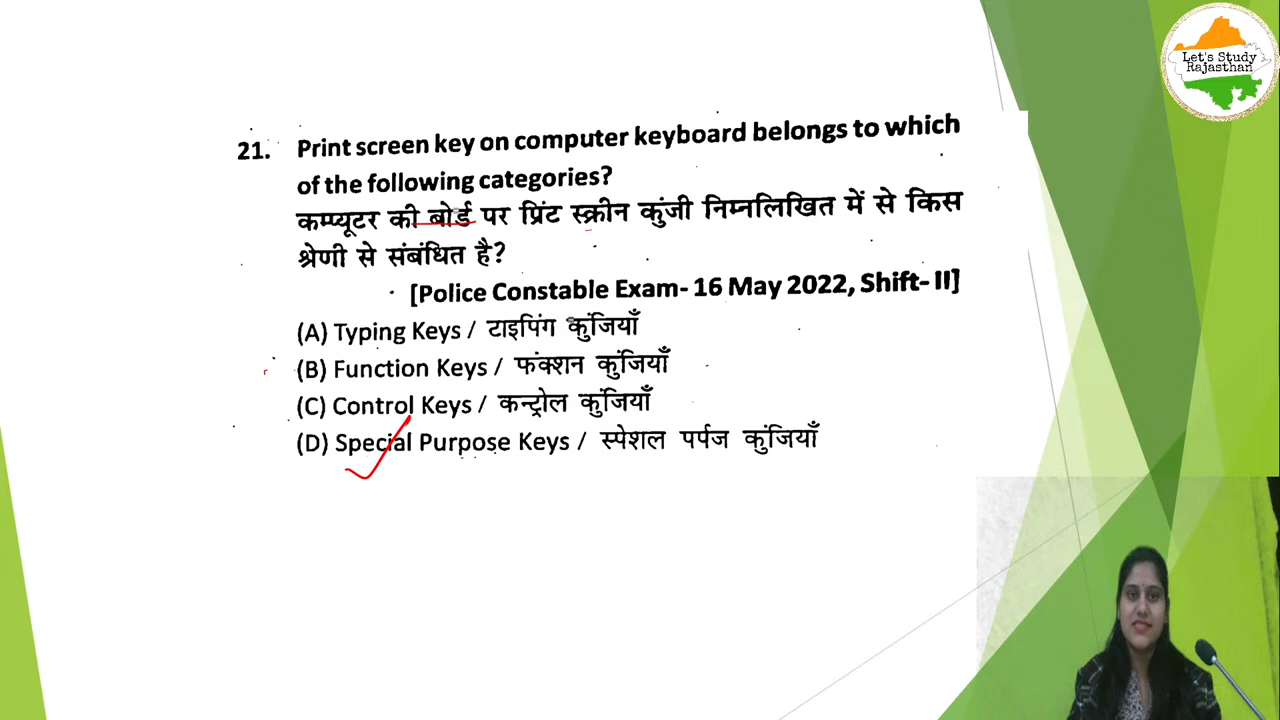 Let's Study
Rajasthan
21. Print screen key on computer keyboard belongs to which
of the following categories?
कम्प्यूटर की बोर्ड पर प्रिंट स्क्रीन कुंजी निम्नलिखित में से किस
श्रेणी से संबंधित है?
[Police Constable Exam- 16 May 2022, Shift- II]
(A) Typing Keys / टाइपिंग कुंजियाँ
(B) Function Keys / फंक्शन कुंजियाँ
(C) Control Keys / कन्ट्रोल कुंजियाँ
(D) Special Purpose Keys / स्पेशल पर्पज कुंजियाँ